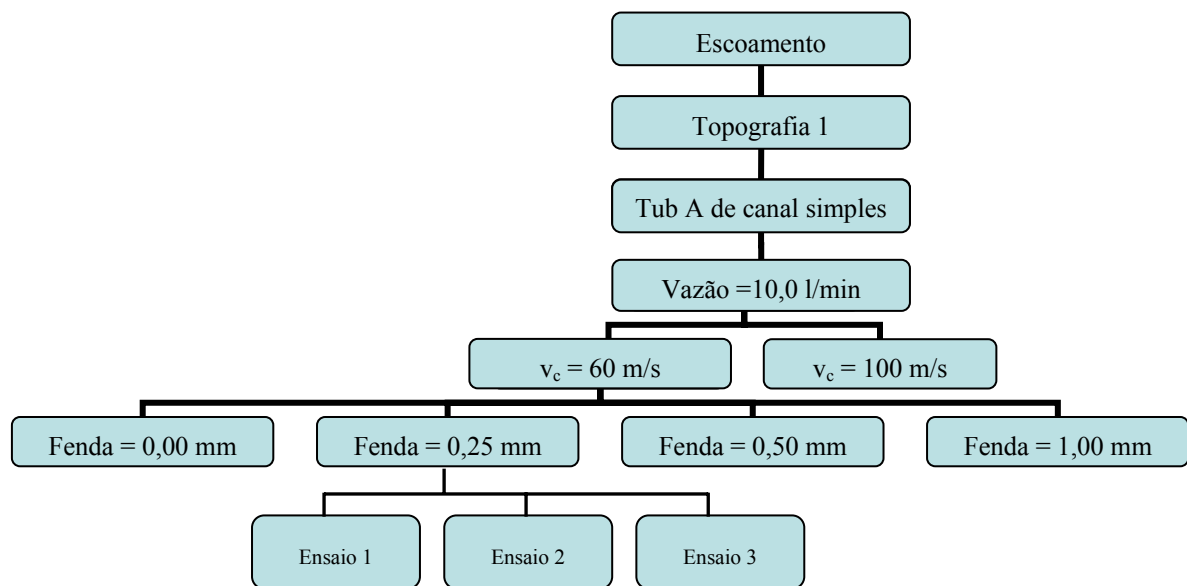 Escoamento
Topografia 1
Tub A de canal simples
Vazão =10,0 l/min
vc = 60 m/s
vc = 100 m/s
Fenda = 0,00 mm
Fenda = 0,25 mm
Fenda = 0,50 mm
Fenda = 1,00 mm
Ensaio 1
Ensaio 2
Ensaio 3